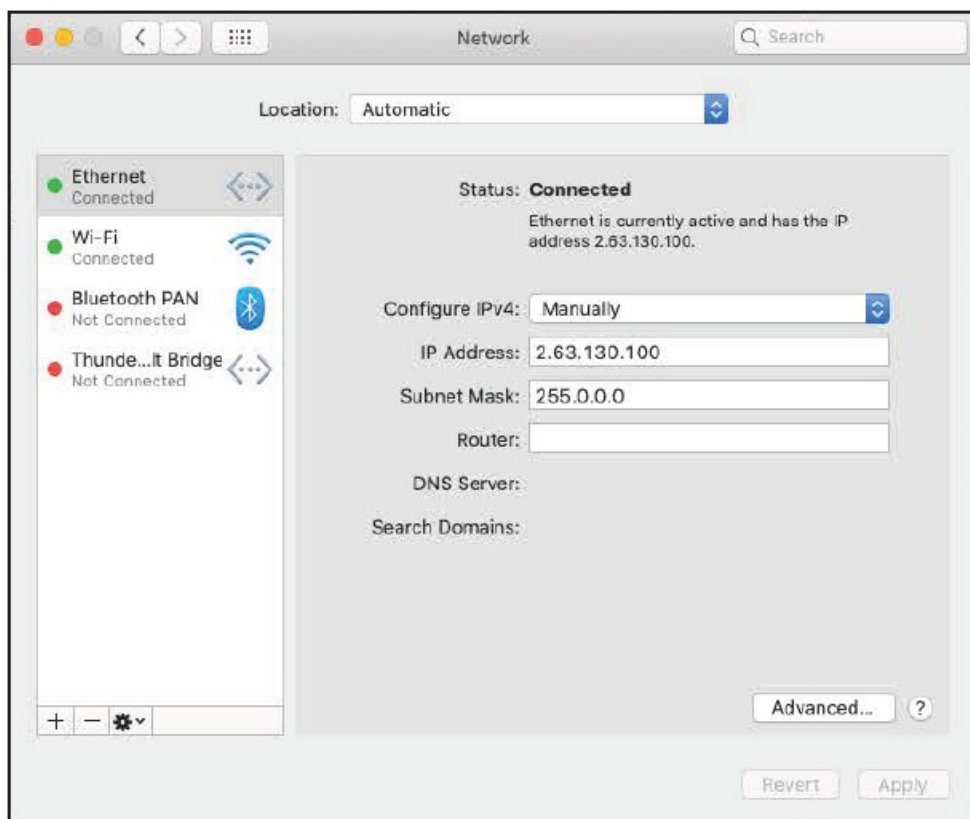 Network
Search
Location: Automatic
Ethernet
Connected
Wi-Fi
Connected
Bluetooth PAN
Not Connected
Thunde...lt Bridge
Not Connected
Status: Connected
Ethernet is currently active and has the IP
address 2.63.130.100.
Configure IPv4: Manually
IP Address: 2.63.130.100
Subnet Mask: 255.0.0.0
Router:
DNS Server:
Search Domains:
Advanced... ?
Revert Apply